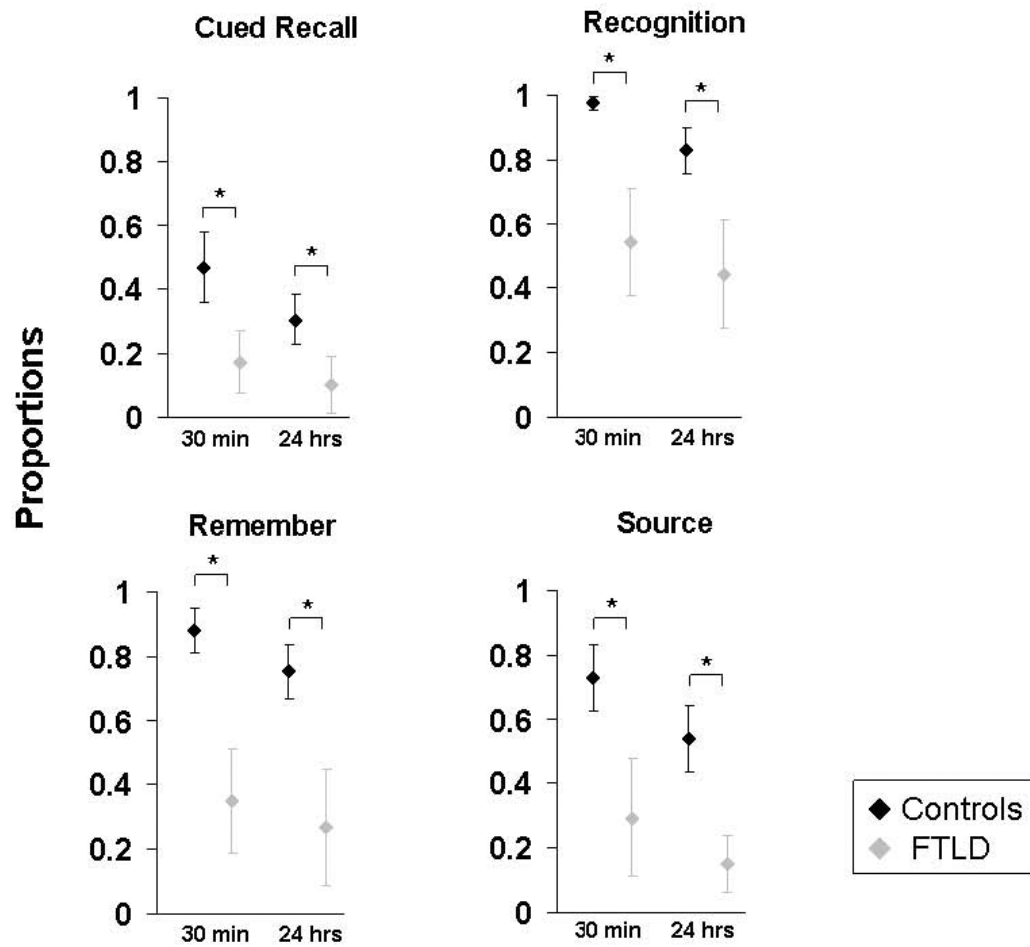 Cued Recall
Recognition
*
*
1
0.8
0.6
0.4
0.2
0
30 min 24 hrs
*
*
1
0.8
0.6
0.4
0.2
0
30 min 24 hrs
Proportions
Remember
Source
*
*
1
0.8
0.6
0.4
0.2
0
30 min 24 hrs
*
*
1
0.8
0.6
0.4
0.2
0
30 min 24 hrs
Controls
FTLD